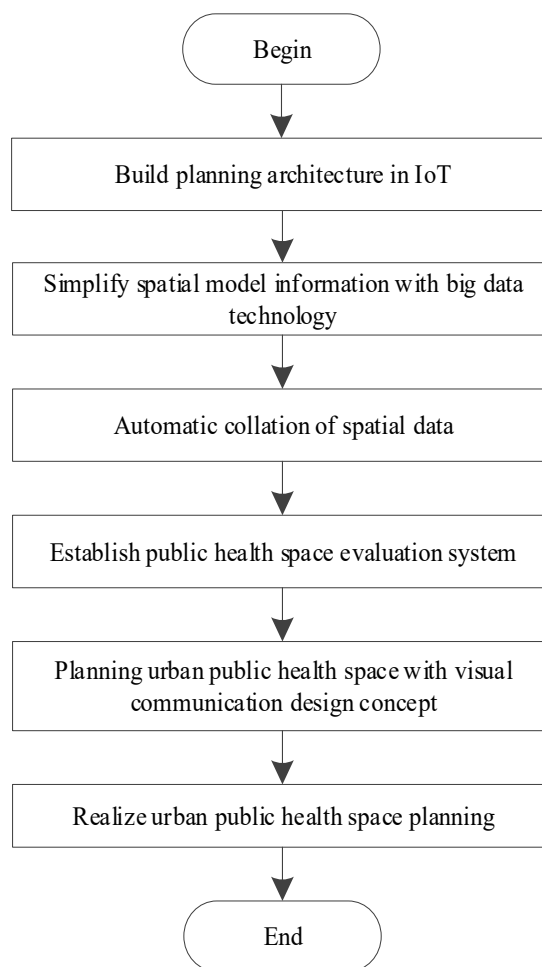 Begin
Build planning architecture in IoT
Simplify spatial model information with big data
technology
Automatic collation of spatial data
Establish public health space evaluation system
Planning urban public health space with visual
communication design concept
Realize urban public health space planning
End